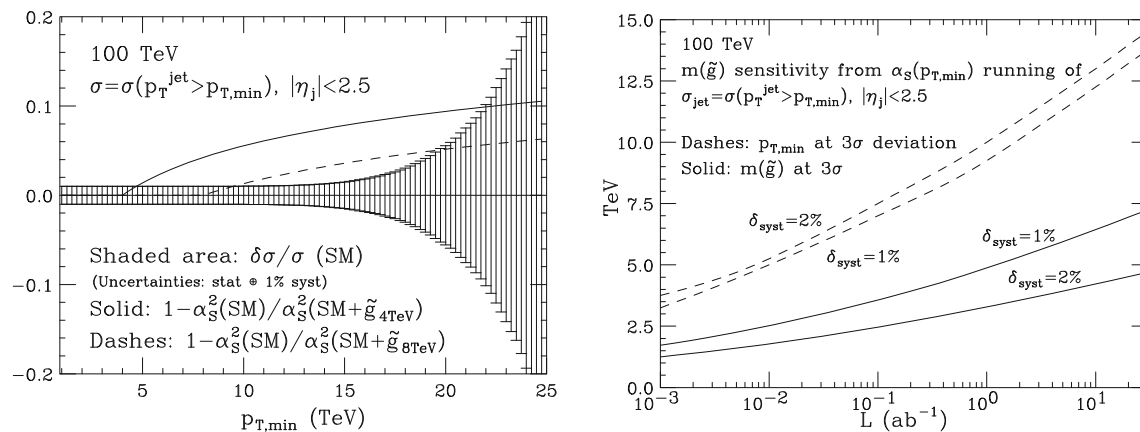 0.2
0.1
0.0
−0.1
−0.2
100 TeV
σ=σ(p_T^jet>p_T,min), |η_j|<2.5
Shaded area: δσ/σ (SM)
(Uncertainties: stat ⊕ 1% syst)
Solid: 1−α_S^2(SM)/α_S^2(SM+g̃_4TeV)
Dashes: 1−α_S^2(SM)/α_S^2(SM+g̃_8TeV)
5 10 15 20 25
p_T,min (TeV)
15.0
12.5
10.0
7.5
5.0
2.5
0.0
TeV
100 TeV
m(g̃) sensitivity from α_S(p_T,min) running of
σ_jet=σ(p_T^jet>p_T,min), |η_j|<2.5
Dashes: p_T,min at 3σ deviation
Solid: m(g̃) at 3σ
δ_syst=2%
δ_syst=1%
δ_syst=1%
δ_syst=2%
10^−3 10^−2 10^−1 10^0 10^1
L (ab^−1)